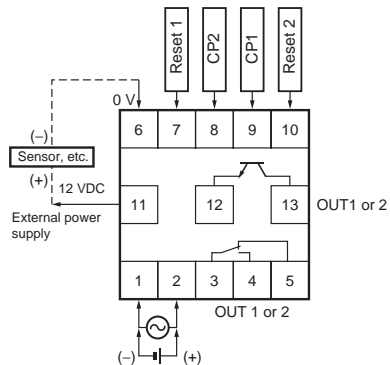 Reset 1
CP2
CP1
Reset 2
0 V
6 7 8 9 10
(−)
Sensor, etc.
(+)
12 VDC
External power
supply
11 12 13
OUT1 or 2
1 2 3 4 5
OUT 1 or 2
(−) (+)